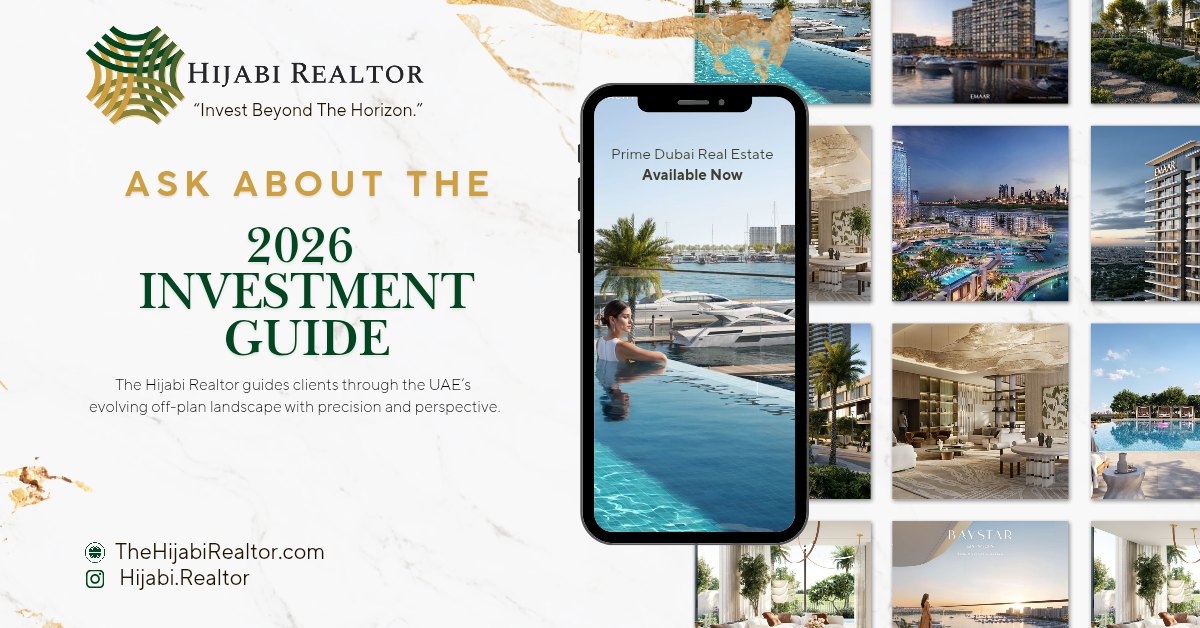 HIJABI REALTOR
“Invest Beyond The Horizon.”
ASK ABOUT THE
2026
INVESTMENT
GUIDE
The Hijabi Realtor guides clients through the UAE’s
evolving off-plan landscape with precision and perspective.
TheHijabiRealtor.com
Hijabi.Realtor
Prime Dubai Real Estate
Available Now
EMAAR
EMAAR
BAYSTAR